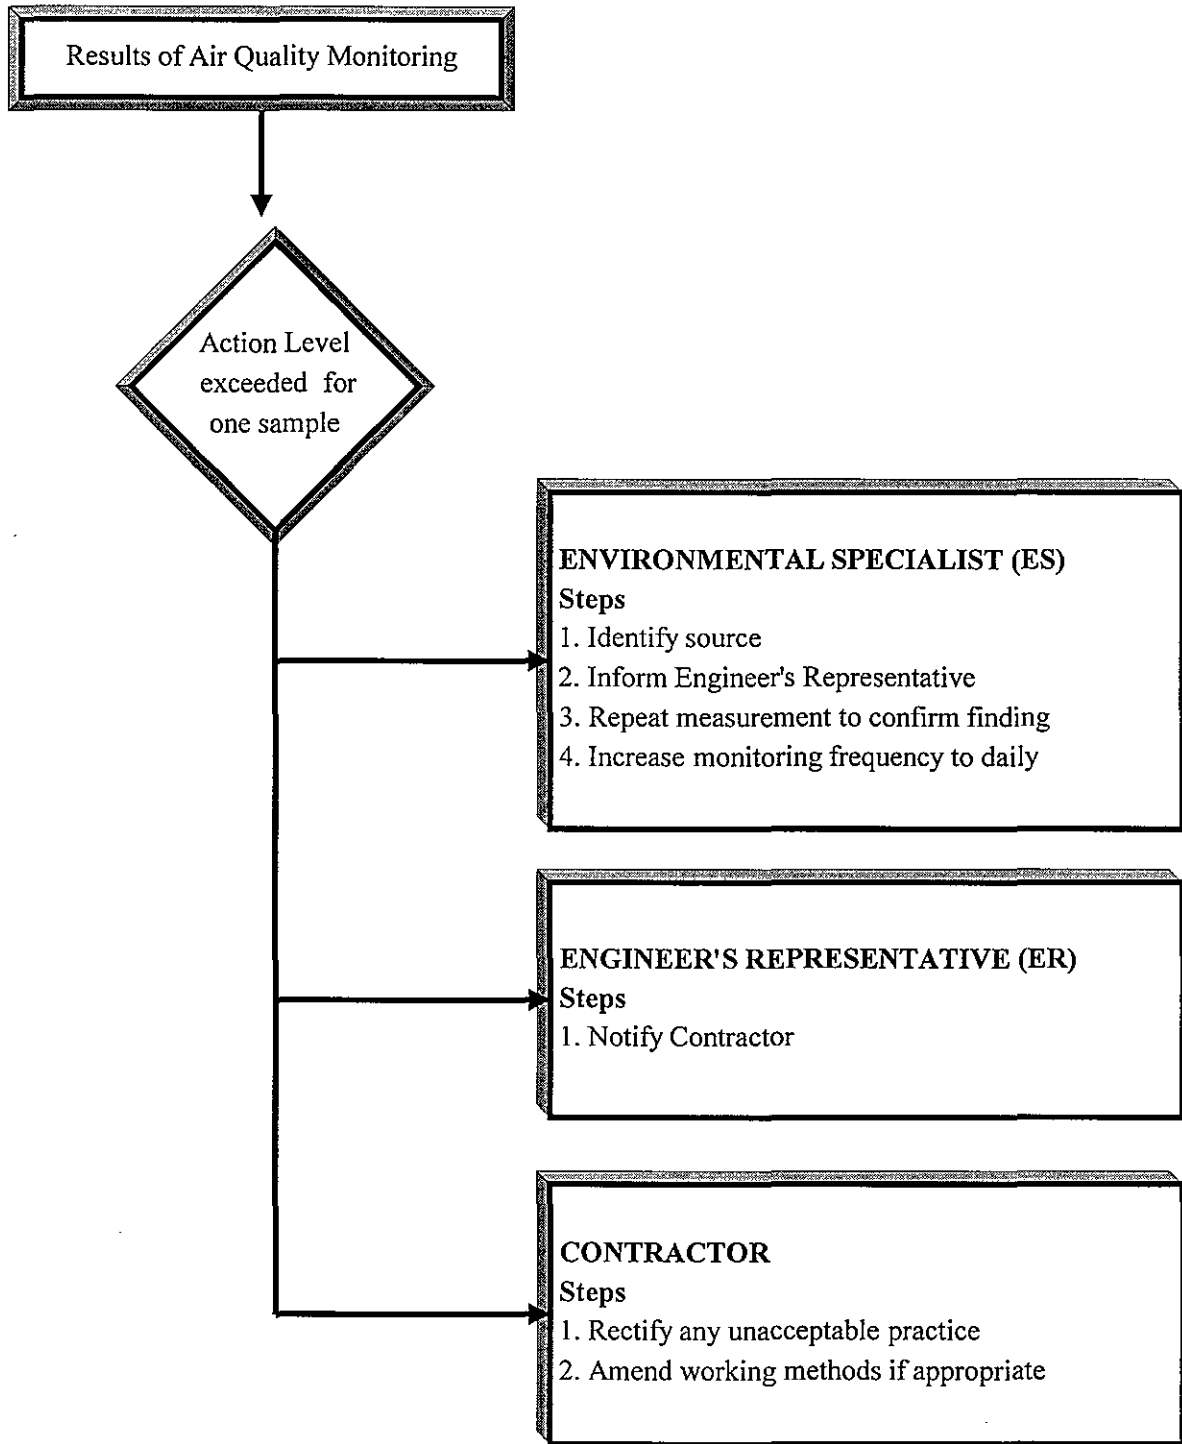 Results of Air Quality Monitoring
Action Level
exceeded for
one sample
ENVIRONMENTAL SPECIALIST (ES)
Steps
1. Identify source
2. Inform Engineer's Representative
3. Repeat measurement to confirm finding
4. Increase monitoring frequency to daily
ENGINEER'S REPRESENTATIVE (ER)
Steps
1. Notify Contractor
CONTRACTOR
Steps
1. Rectify any unacceptable practice
2. Amend working methods if appropriate